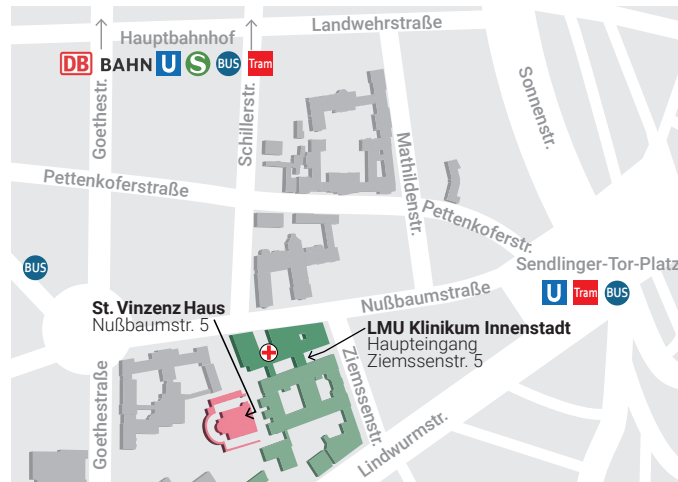 Landwehrstraße
Hauptbahnhof
DB BAHN U S BUS Tram
Goethestr.
Schillerstr.
Mathildenstr.
Sonnenstr.
Pettenkoferstraße
Pettenkoferstr.
BUS
Sendlinger-Tor-Platz
U Tram BUS
Nußbaumstraße
St. Vinzenz Haus
Nußbaumstr. 5
LMU Klinikum Innenstadt
Haupteingang
Ziemssenstr. 5
Ziemssenstr.
Goethestraße
Lindwurmstr.